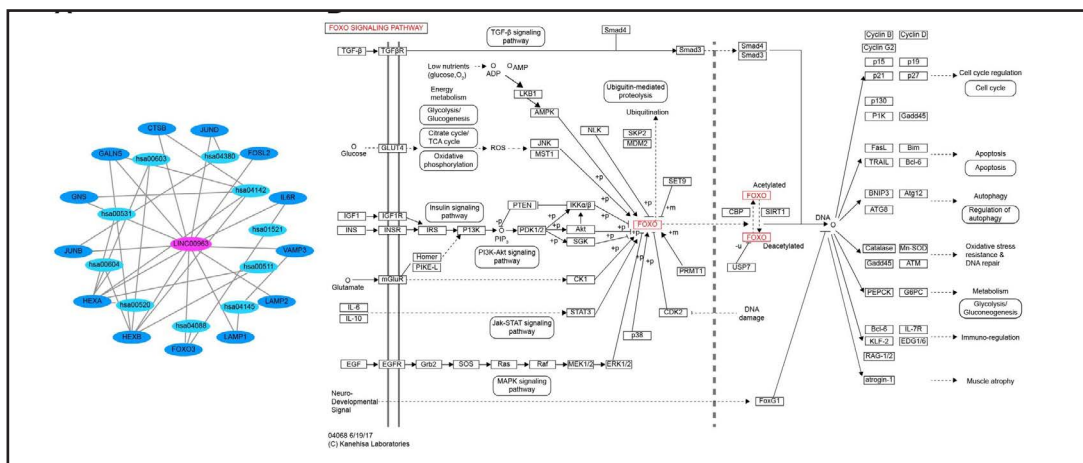 CTSB
JUND
hsa00603
hsa04380
GALNS
FOSL2
hsa04142
GNS
IL6R
hsa00531
hsa01521
LINC00963
JUNB
VAMP3
hsa00604
hsa00511
HEXA
LAMP2
hsa00520
hsa04145
HEXB
LAMP1
hsa04068
FOXO3
FOXO SIGNALING PATHWAY
TGF-β signaling
pathway
Smad4
TGF-β
TGFβR
Smad3
Smad4
Smad3
Low nutrients
(glucose,O2)
O
ADP
O AMP
LKB1
AMPK
Energy
metabolism
Glycolysis/
Glucogenesis
Citrate cycle/
TCA cycle
Oxidative
phosphorylation
O
Glucose
GLUT4
ROS
JNK
MST1
NLK
Ubiquitin-mediated
proteolysis
Ubiquitination
SKP2
MDM2
SET9
+p
+p
+p
+p
+m
Insulin signaling
pathway
PTEN
-p
IGF1
IGF1R
INS
INSR
IRS
P13K
O
PIP3
PDK1/2
+p
+p
+p
IKKα/β
Akt
SGK
+p
+p
+p
FOXO
+m
PI3K-Akt signaling
pathway
Homer
PIKE-L
O
Glutamate
mGluR
CK1
+p
+p
+p
PRMT1
IL-6
IL-10
STAT3
Jak-STAT signaling
pathway
p38
CDK2
DNA
damage
EGF
EGFR
Grb2
SOS
Ras
Raf
MEK1/2
ERK1/2
MAPK signaling
pathway
Neuro-
Developmental
Signal
FoxG1
Acetylated
FOXO
CBP
SIRT1
FOXO
-u
Deacetylated
USP7
DNA
O
Cyclin B
Cyclin D
Cyclin G2
p15
p19
p21
p27
p130
P1K
Gadd45
Cell cycle regulation
Cell cycle
FasL
Bim
TRAIL
Bcl-6
Apoptosis
Apoptosis
BNIP3
Atg12
ATG8
Autophagy
Regulation of
autophagy
Catalase
Mn-SOD
Gadd45
ATM
Oxidative stress
resistance &
DNA repair
PEPCK
G6PC
Metabolism
Glycolysis/
Gluconeogenesis
Bcl-6
IL-7R
KLF-2
EDG1/6
RAG-1/2
Immuno-regulation
atrogin-1
Muscle atrophy
04068 6/19/17
(C) Kanehisa Laboratories